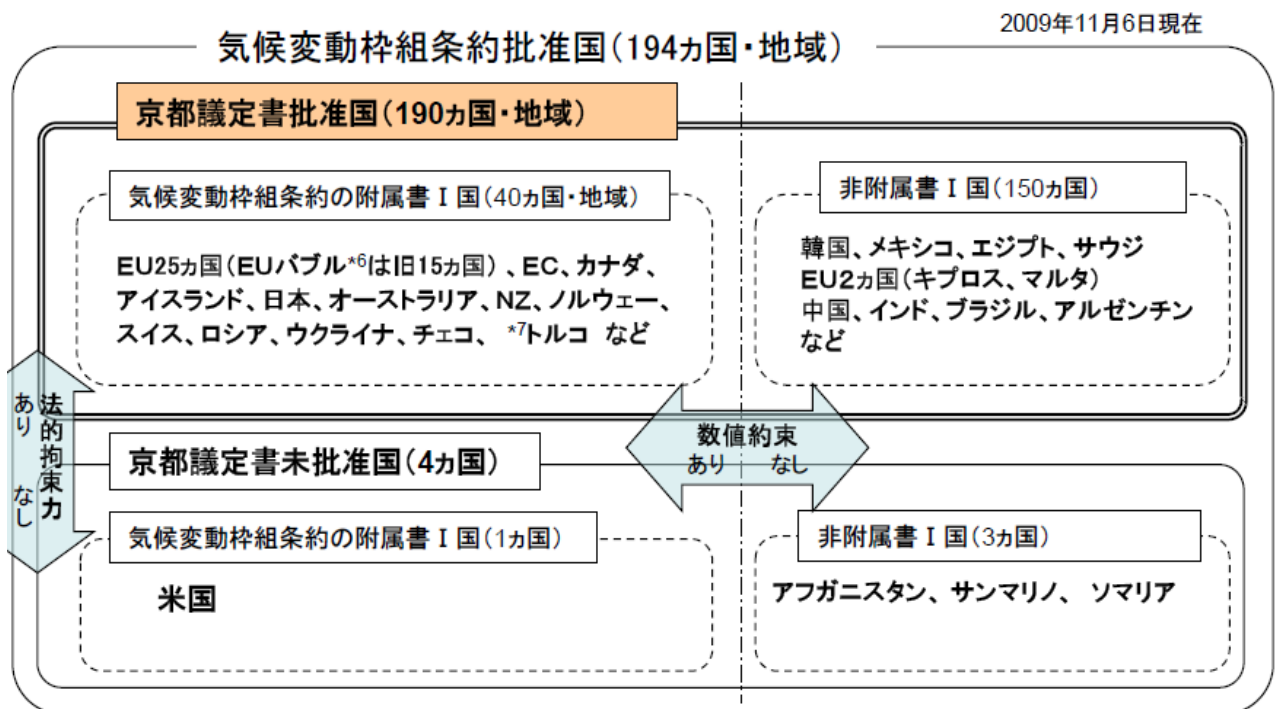 2009年11月6日現在
気候変動枠組条約批准国(194ヵ国・地域)
京都議定書批准国(190ヵ国・地域)
気候変動枠組条約の附属書Ⅰ国(40ヵ国・地域)
EU25ヵ国(EUバブル*6は旧15ヵ国)、EC、カナダ、
アイスランド、日本、オーストラリア、NZ、ノルウェー、
スイス、ロシア、ウクライナ、チェコ、 *7トルコ など
非附属書Ⅰ国(150ヵ国)
韓国、メキシコ、エジプト、サウジ
EU2ヵ国(キプロス、マルタ)
中国、インド、ブラジル、アルゼンチン
など
法的拘束力
あり なし
数値約束
あり なし
京都議定書未批准国(4ヵ国)
気候変動枠組条約の附属書Ⅰ国(1ヵ国)
米国
非附属書Ⅰ国(3ヵ国)
アフガニスタン、サンマリノ、 ソマリア